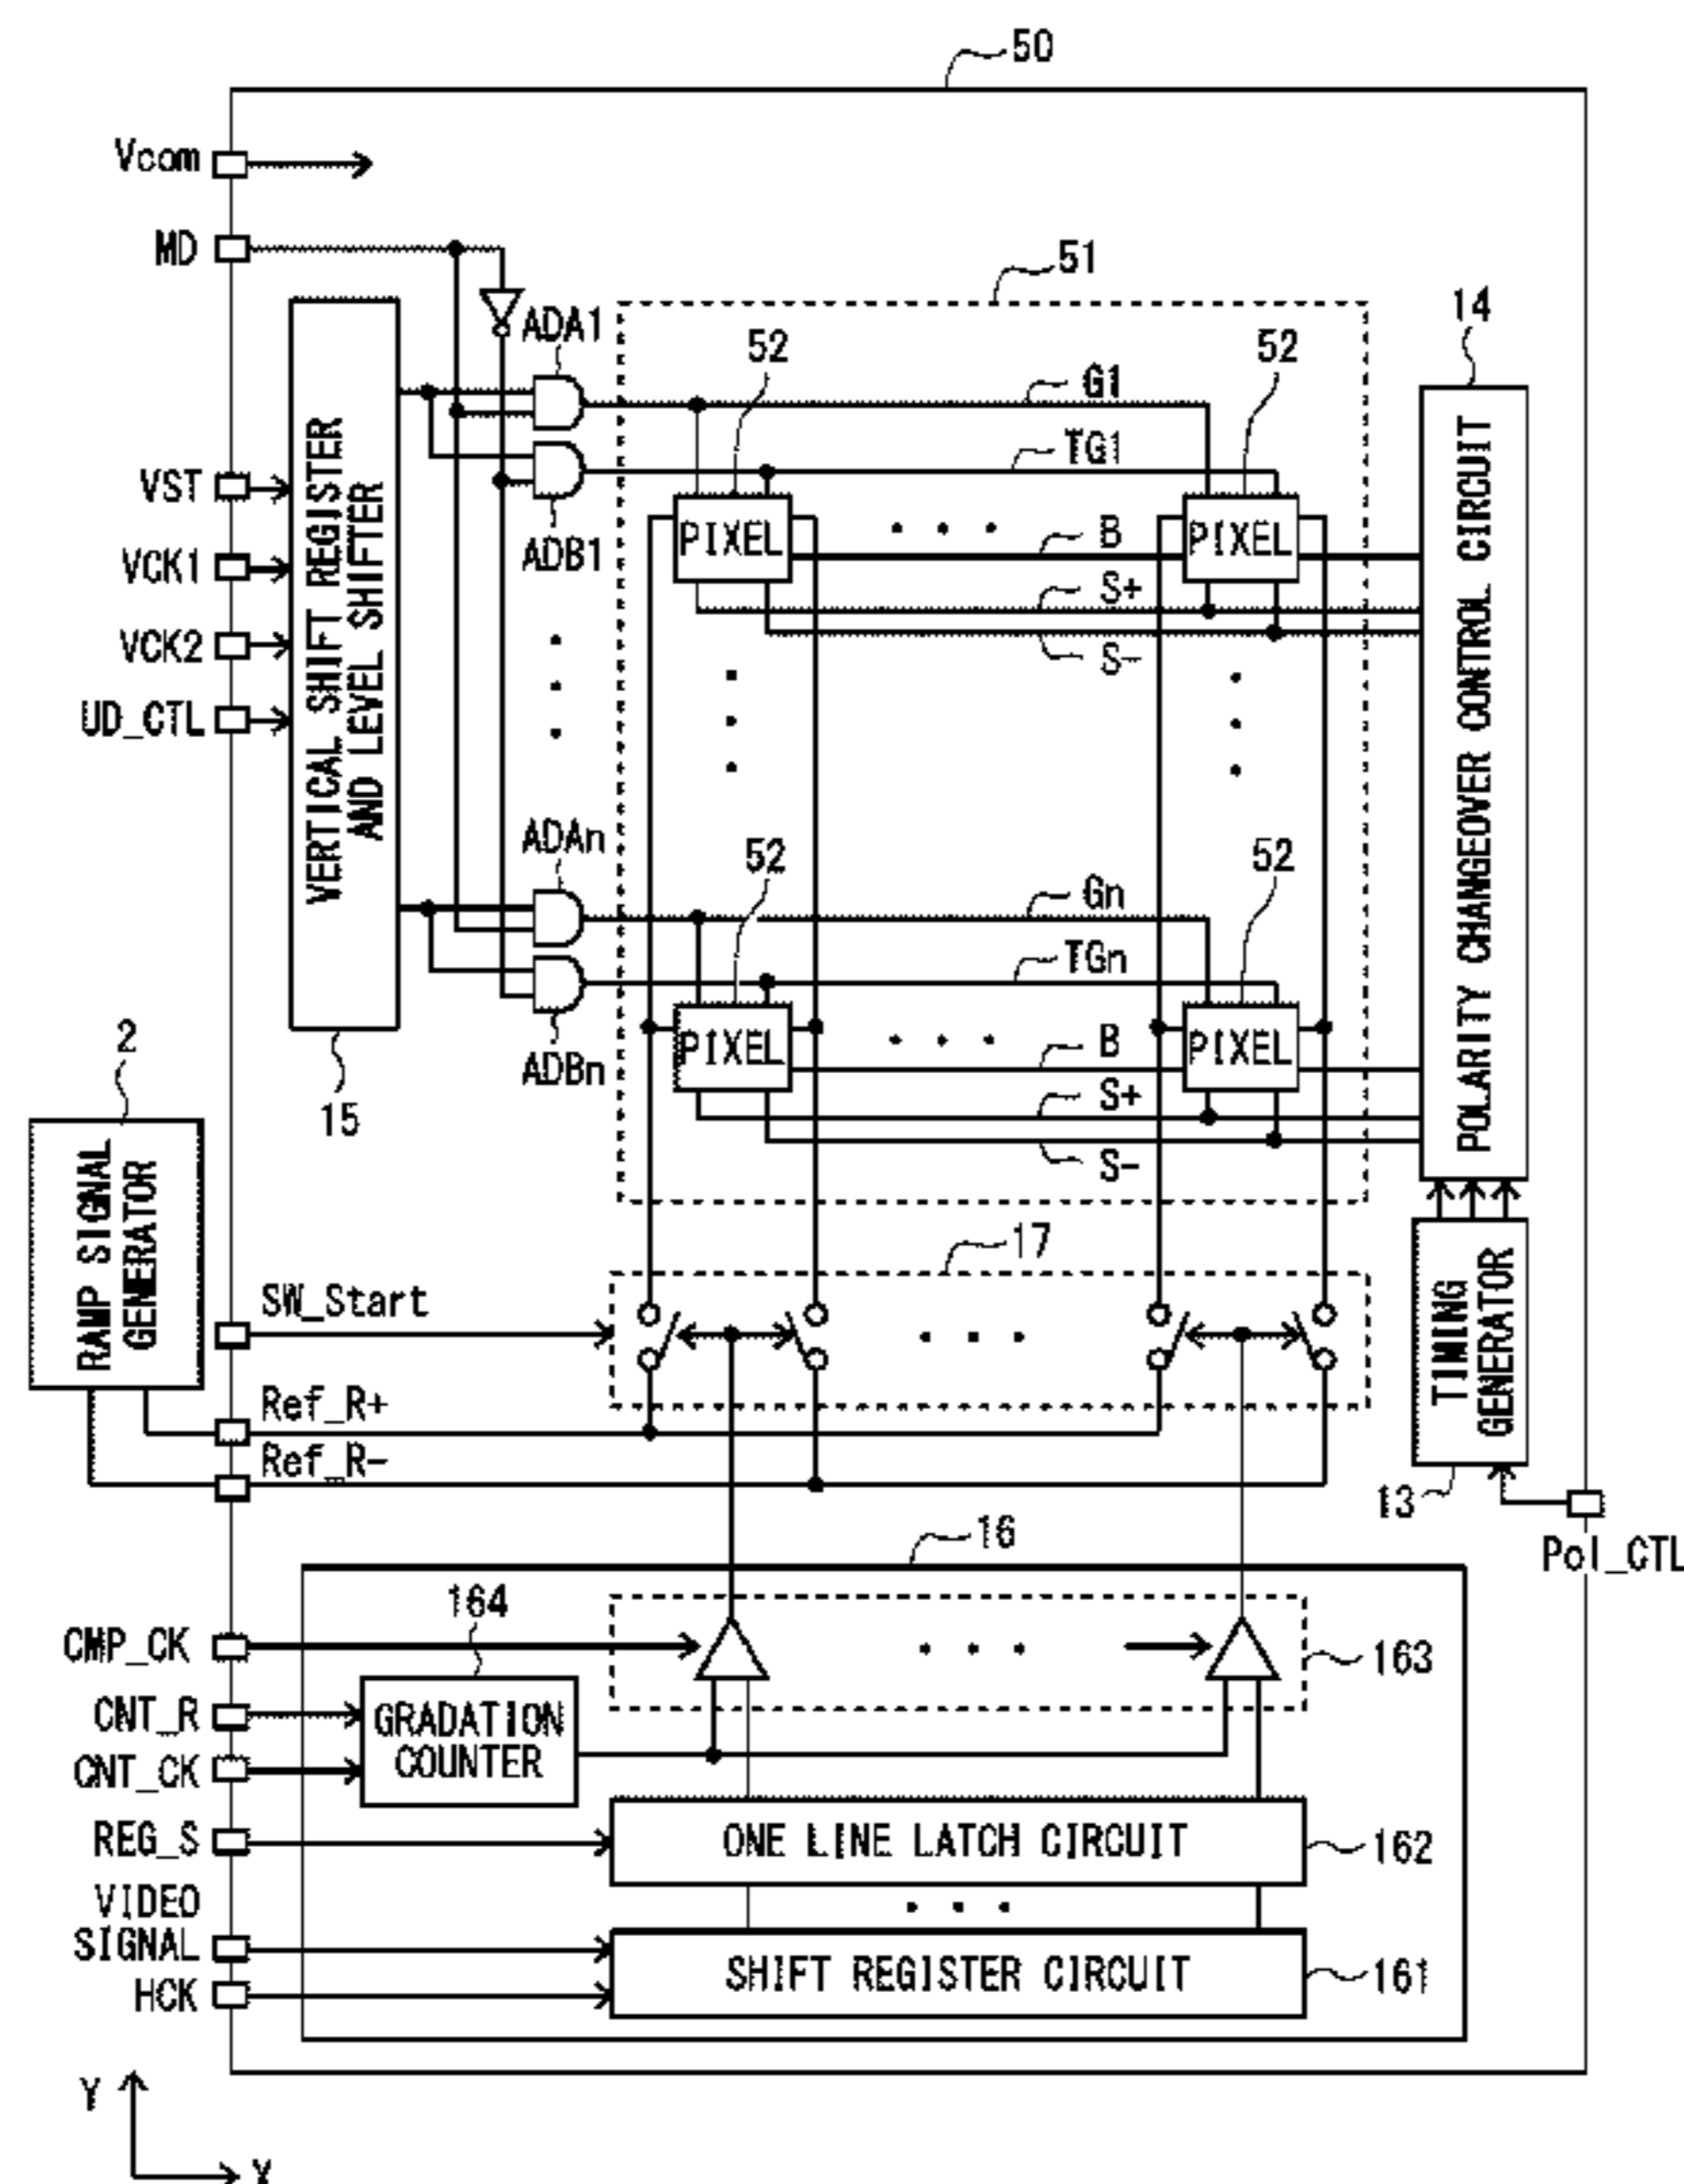 50
Vcom
MD
51
ADA1
52
52
14
G1
TG1
VST
VERTICAL SHIFT REGISTER
AND LEVEL SHIFTER
PIXEL
PIXEL
POLARITY CHANGEOVER CONTROL CIRCUIT
ADB1
B
VCK1
S+
VCK2
S-
UD_CTL
ADAn
52
52
Gn
TGn
PIXEL
PIXEL
2
ADBn
B
15
S+
S-
RAMP SIGNAL
GENERATOR
17
SW_Start
TIMING
GENERATOR
Ref_R+
Ref_R-
13
16
Pol_CTL
164
CMP_CK
163
CNT_R
GRADATION
COUNTER
CNT_CK
REG_S
ONE LINE LATCH CIRCUIT
162
VIDEO
SIGNAL
SHIFT REGISTER CIRCUIT
161
HCK
Y
X